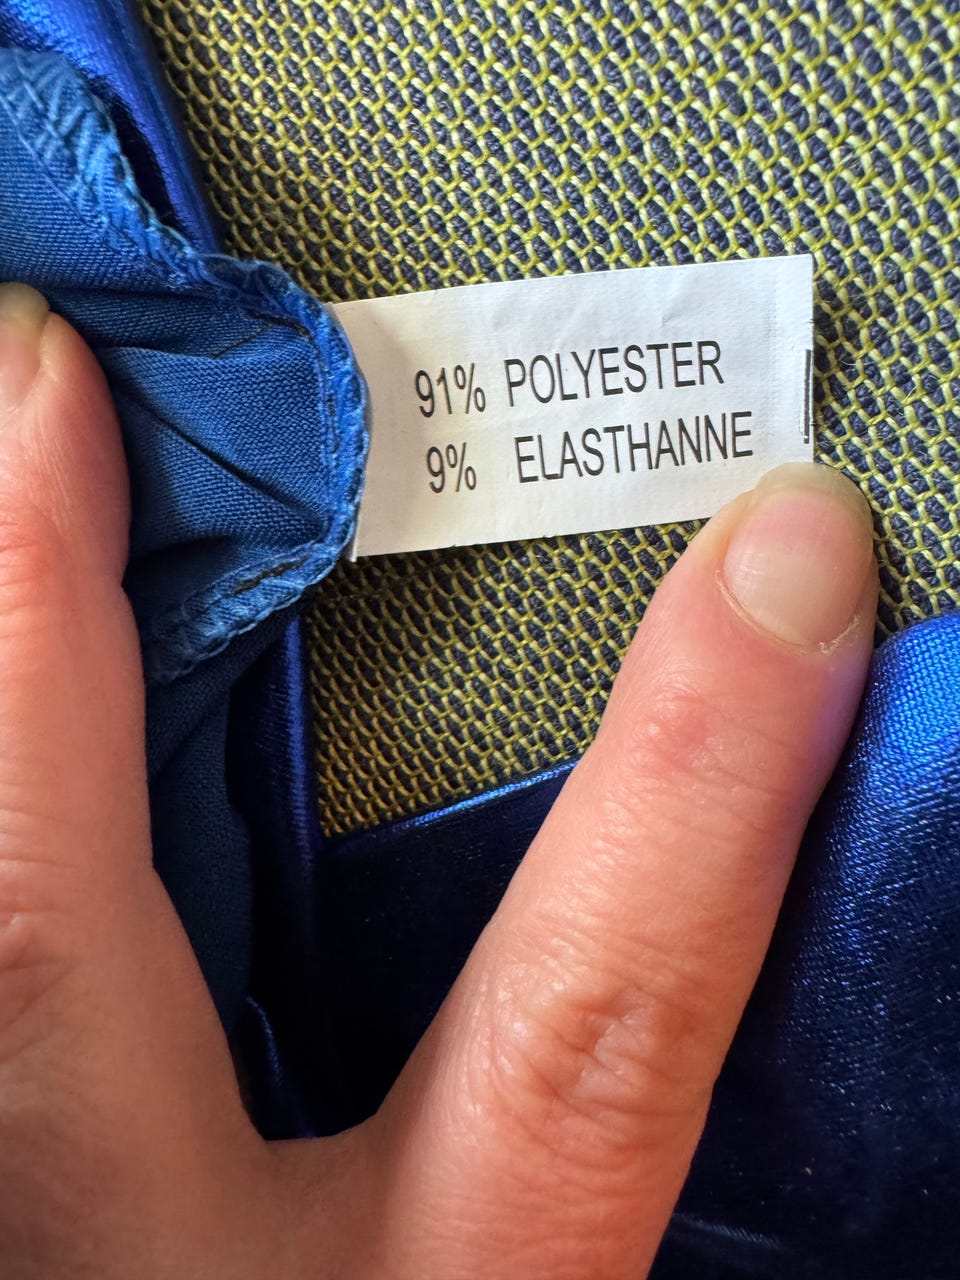 91% POLYESTER
9% ELASTHANNE